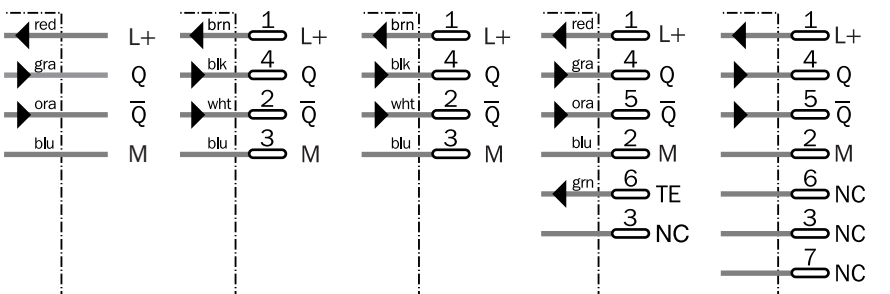 red L+
gra Q
ora Q̅
blu M
brn 1 L+
blk 4 Q
wht 2 Q̅
blu 3 M
brn 1 L+
blk 4 Q
wht 2 Q̅
blu 3 M
red 1 L+
gra 4 Q
ora 5 Q̅
blu 2 M
grn 6 TE
3 NC
1 L+
4 Q
5 Q̅
2 M
6 NC
3 NC
7 NC